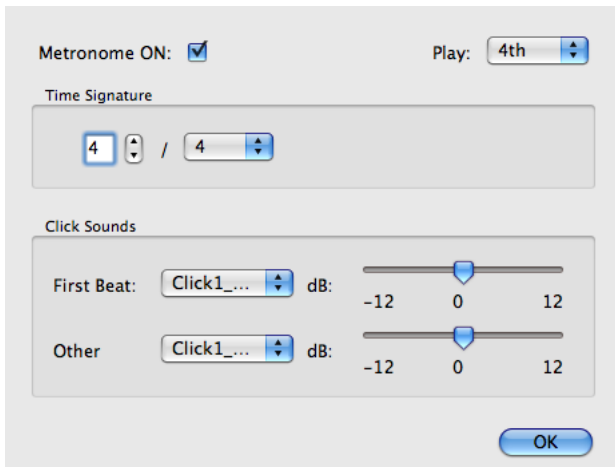 Metronome ON: Play: 4th
Time Signature
4 / 4
Click Sounds
First Beat: Click1_... dB:
-12 0 12
Other Click1_... dB:
-12 0 12
OK